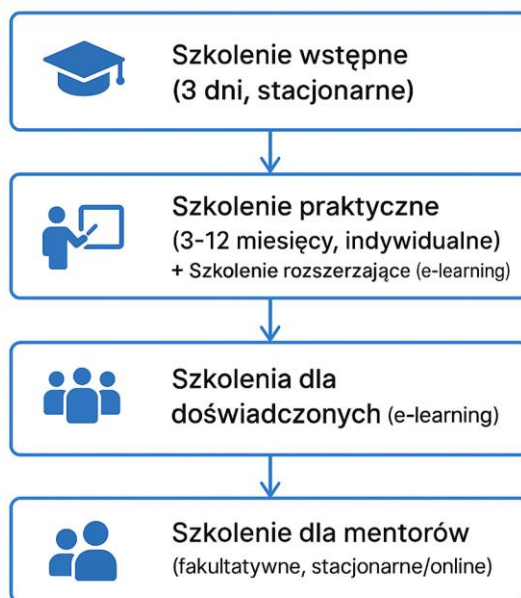 Szkolenie wstępne
(3 dni, stacjonarne)
Szkolenie praktyczne
(3-12 miesięcy, indywidualne)
+ Szkolenie rozszerzające (e-learning)
Szkolenia dla
doświadczonych (e-learning)
Szkolenie dla mentorów
(fakultatywne, stacjonarne/online)